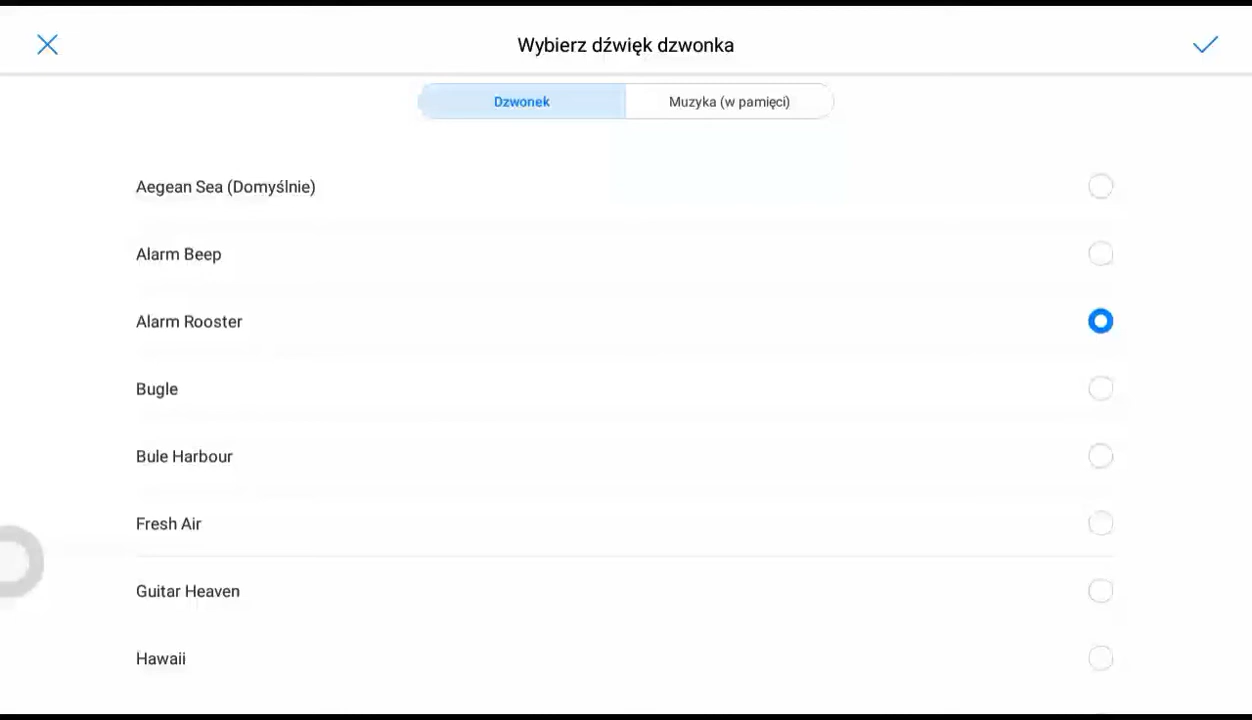 Wybierz dźwięk dzwonka
Dzwonek
Muzyka (w pamięci)
Aegean Sea (Domyślnie)
Alarm Beep
Alarm Rooster
Bugle
Bule Harbour
Fresh Air
Guitar Heaven
Hawaii